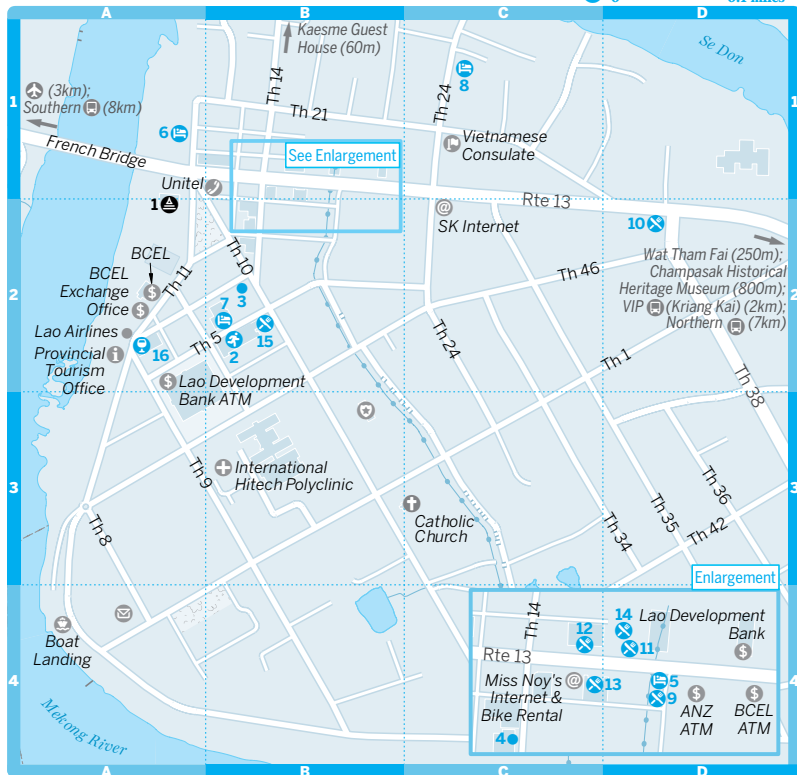 A
B
C
D
Kaesme Guest
House (60m)
Se Don
8
Th 14
Th 24
1
1
(3km);
Southern (8km)
Th 21
6
Vietnamese
Consulate
French Bridge
See Enlargement
Unitel
1
Rte 13
SK Internet
10
Wat Tham Fai (250m);
Champasak Historical
Heritage Museum (800m);
VIP (Kriang Kai) (2km);
Northern (7km)
BCEL
Th 10
Th 11
BCEL
Exchange
Office
Th 46
2
2
3
7
Lao Airlines
16
Th 5
2
15
Th 24
Th 1
Provincial
Tourism
Office
Lao Development
Bank ATM
Th 38
3
3
International
Hitech Polyclinic
Th 9
Th 36
Catholic
Church
Th 8
Th 34
Th 35
Th 42
Enlargement
Th 14
14
Lao Development
Bank
12
11
Boat
Landing
Rte 13
4
4
Miss Noy's
Internet &
Bike Rental
13
5
9
ANZ
ATM
BCEL
ATM
Mekong River
4
A
B
C
D